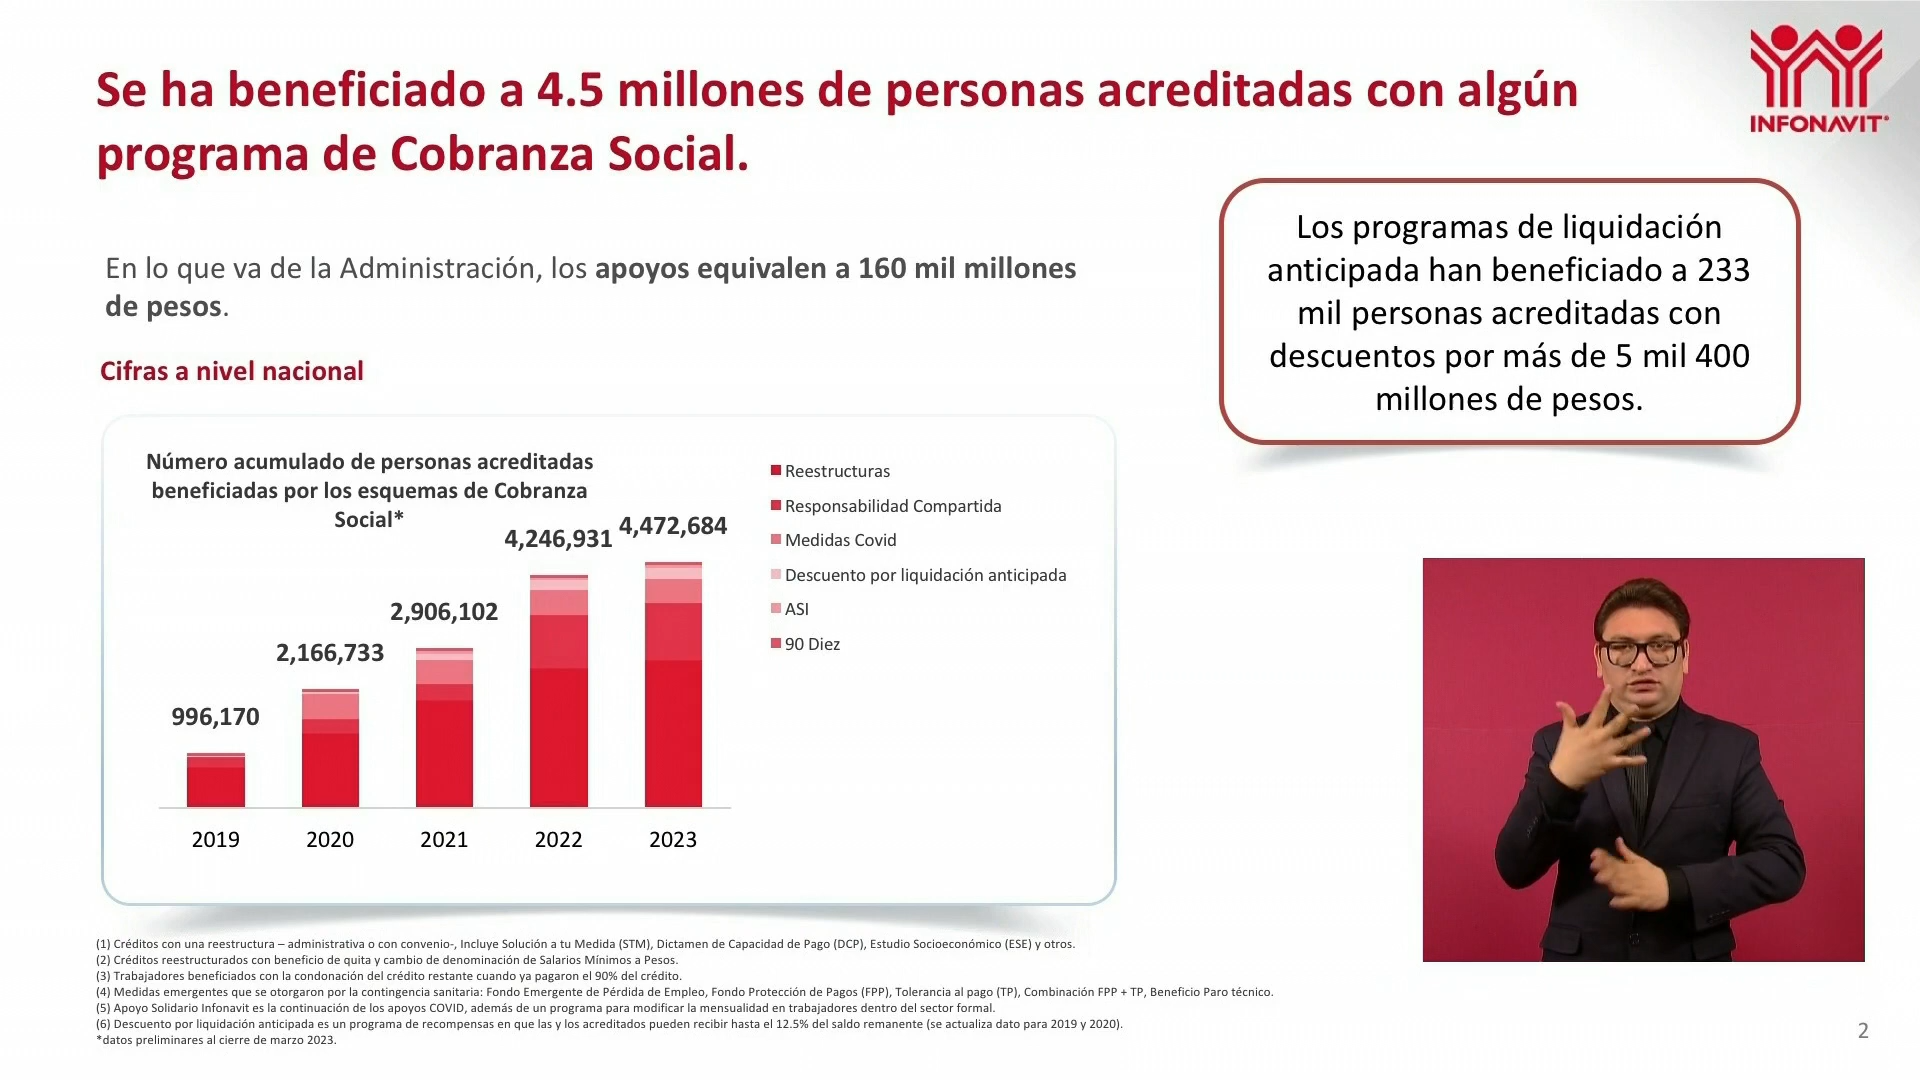 Se ha beneficiado a 4.5 millones de personas acreditadas con algún
programa de Cobranza Social.
INFONAVIT
En lo que va de la Administración, los apoyos equivalen a 160 mil millones
de pesos.
Los programas de liquidación
anticipada han beneficiado a 233
mil personas acreditadas con
descuentos por más de 5 mil 400
millones de pesos.
Cifras a nivel nacional
Número acumulado de personas acreditadas
beneficiadas por los esquemas de Cobranza
Social*
996,170
2,166,733
2,906,102
4,246,931
4,472,684
2019
2020
2021
2022
2023
Reestructuras
Responsabilidad Compartida
Medidas Covid
Descuento por liquidación anticipada
ASI
90 Diez
(1) Créditos con una reestructura – administrativa o con convenio-, Incluye Solución a tu Medida (STM), Dictamen de Capacidad de Pago (DCP), Estudio Socioeconómico (ESE) y otros.
(2) Créditos reestructurados con beneficio de quita y cambio de denominación de Salarios Mínimos a Pesos.
(3) Trabajadores beneficiados con la condonación del crédito restante cuando ya pagaron el 90% del crédito.
(4) Medidas emergentes que se otorgaron por la contingencia sanitaria: Fondo Emergente de Pérdida de Empleo, Fondo Protección de Pagos (FPP), Tolerancia al pago (TP), Combinación FPP + TP, Beneficio Paro técnico.
(5) Apoyo Solidario Infonavit es la continuación de los apoyos COVID, además de un programa para modificar la mensualidad en trabajadores dentro del sector formal.
(6) Descuento por liquidación anticipada es un programa de recompensas en que las y los acreditados pueden recibir hasta el 12.5% del saldo remanente (se actualiza dato para 2019 y 2020).
*datos preliminares al cierre de marzo 2023.
2